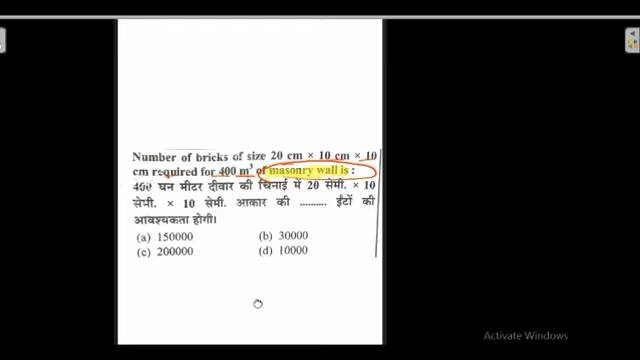 Number of bricks of size 20 cm × 10 cm × 10
cm required for 400 m³ of masonry wall is :
400 घन मीटर दीवार की चिनाई में 20 सेमी. × 10
सेमी. × 10 सेमी. आकार की .......... ईंटों की
आवश्यकता होगी।
(a) 150000 (b) 30000
(c) 200000 (d) 10000
Activate Windows